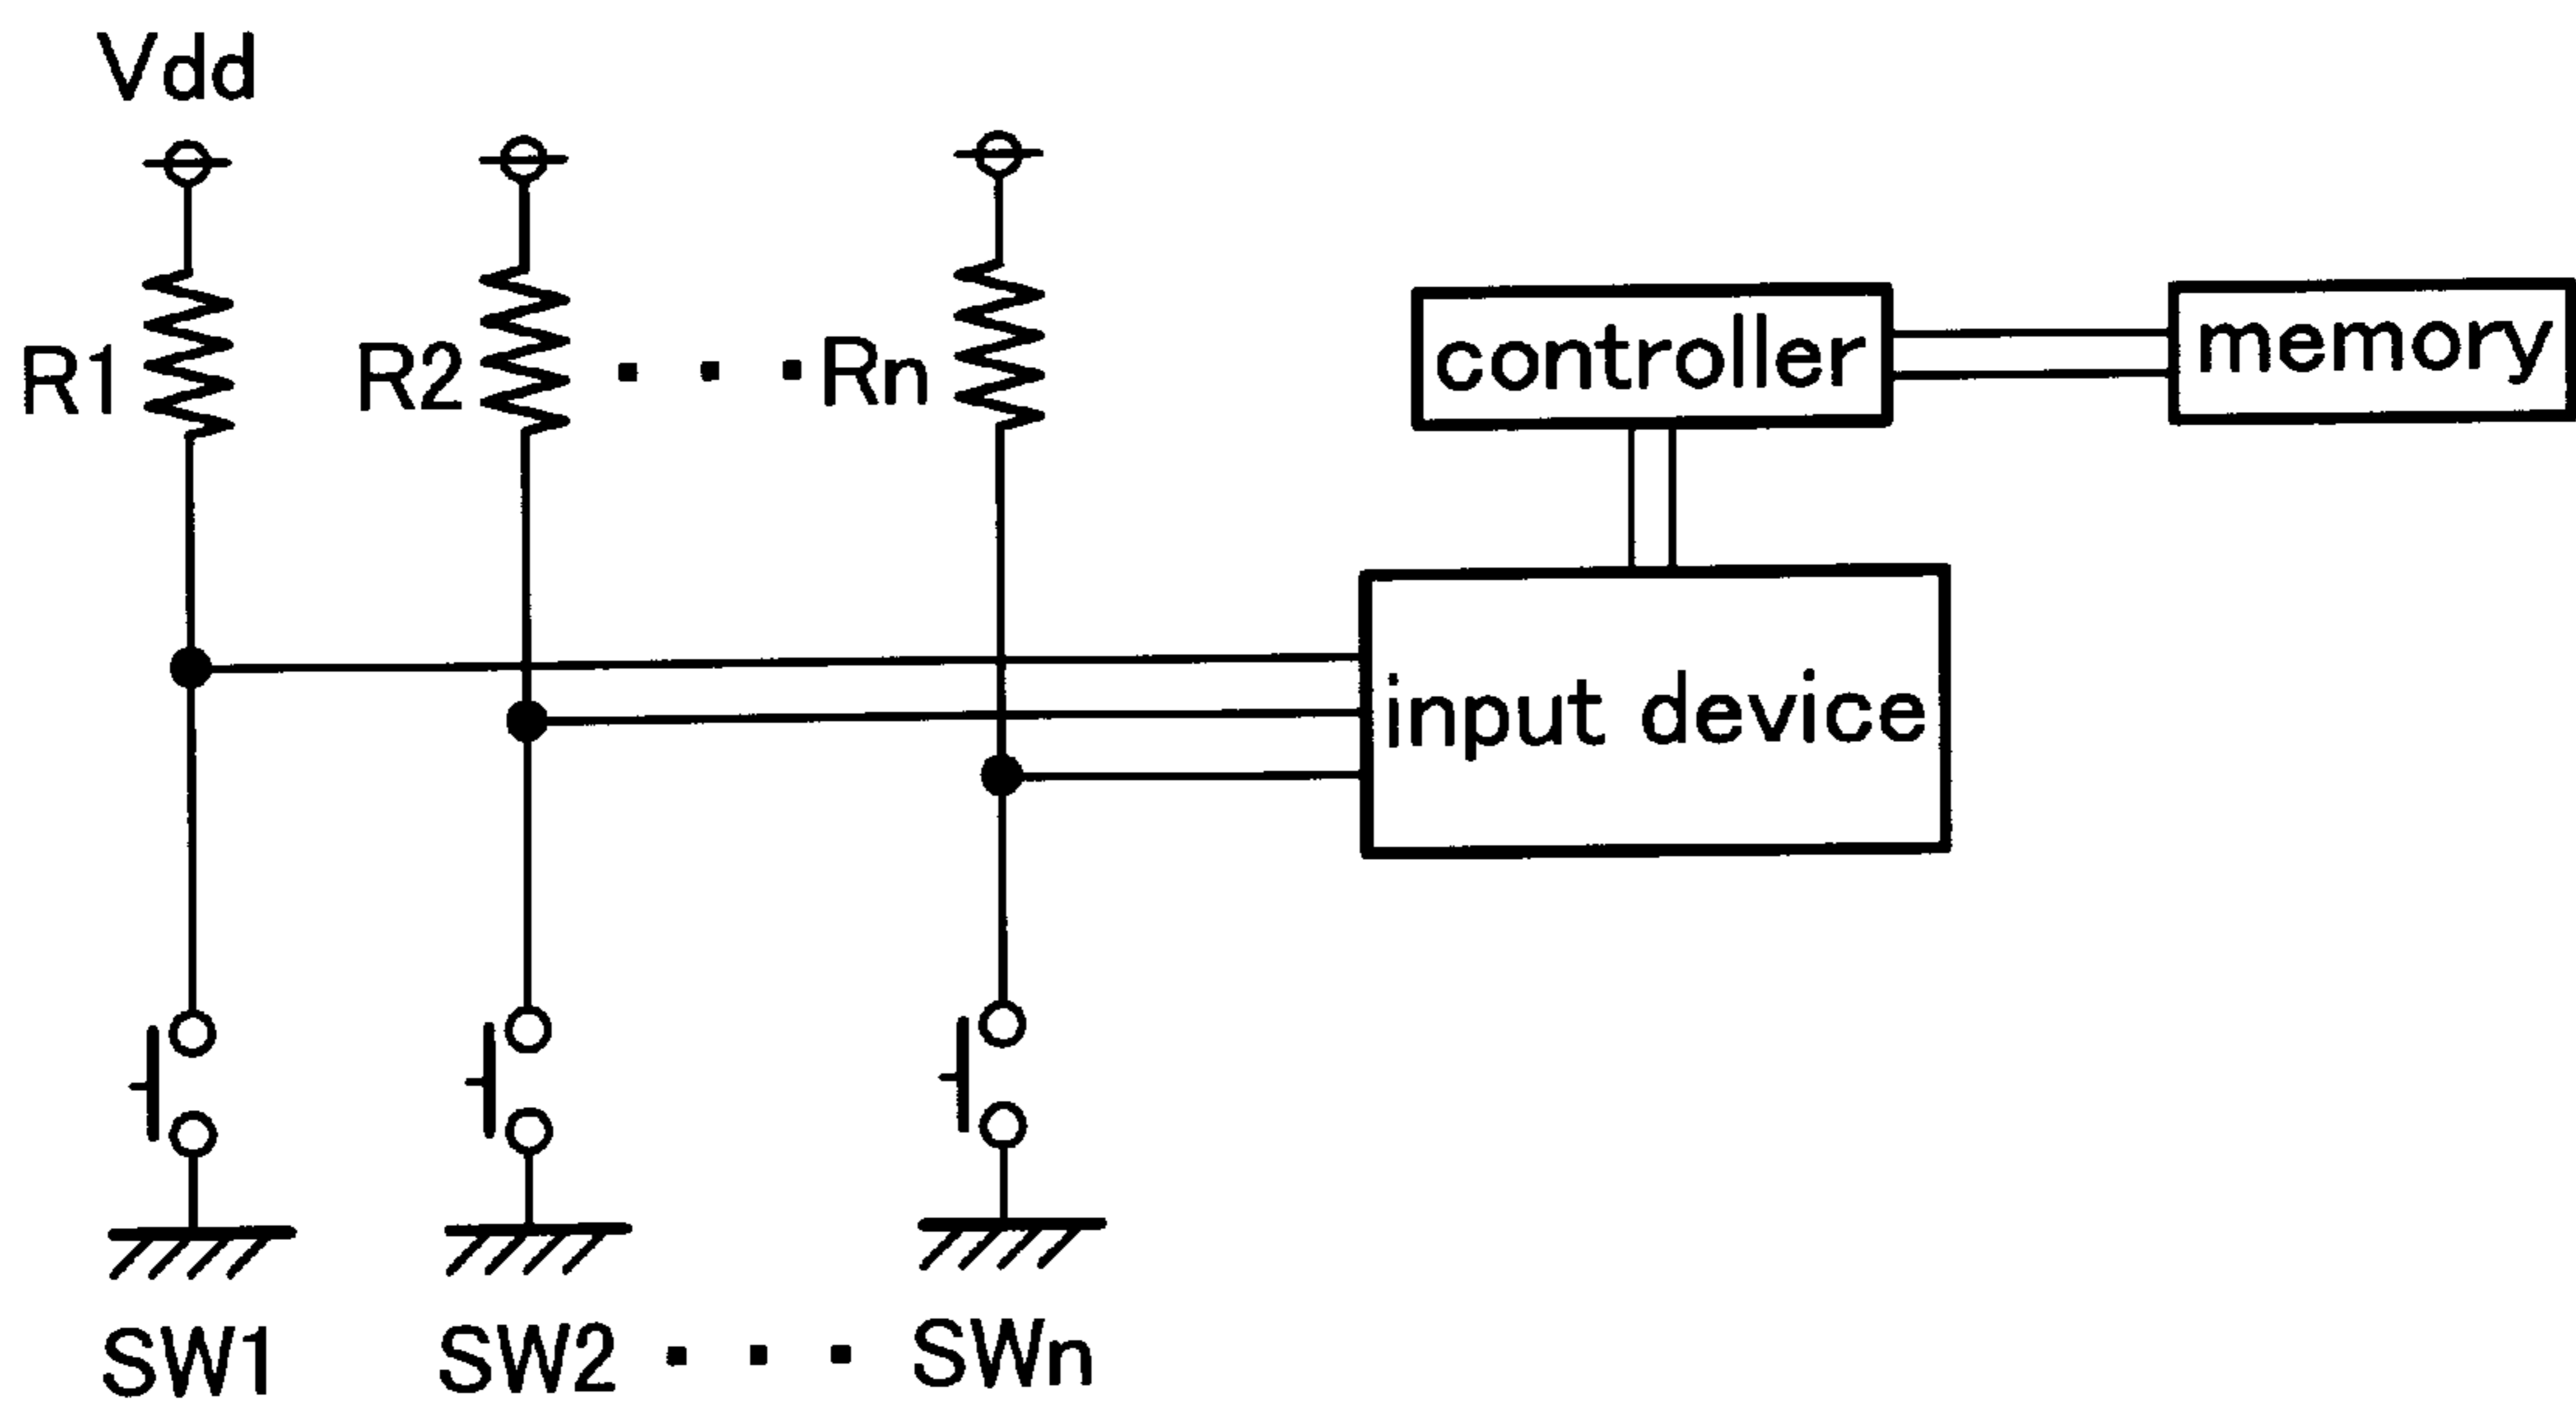 Vdd
R1 R2 ・・・ Rn
controller
memory
input device
SW1 SW2 ・・・ SWn